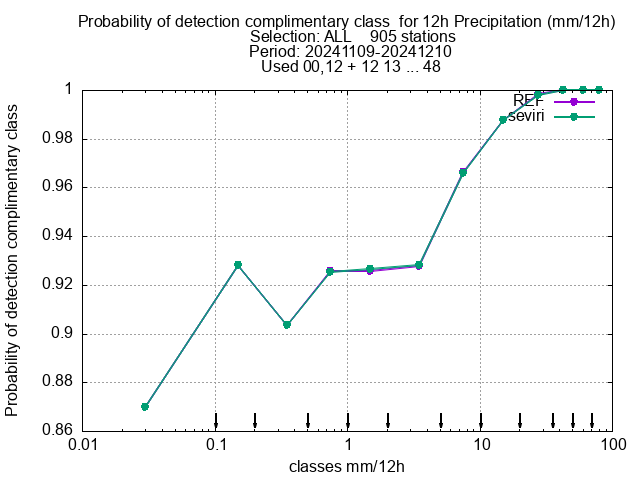 Probability of detection complimentary class  for 12h Precipitation (mm/12h)
Selection: ALL    905 stations
Period: 20241109-20241210
Used 00,12 + 12 13 ... 48
REF
seviri
Probability of detection complimentary class
1
0.98
0.96
0.94
0.92
0.9
0.88
0.86
0.01 0.1 1 10 100
classes mm/12h